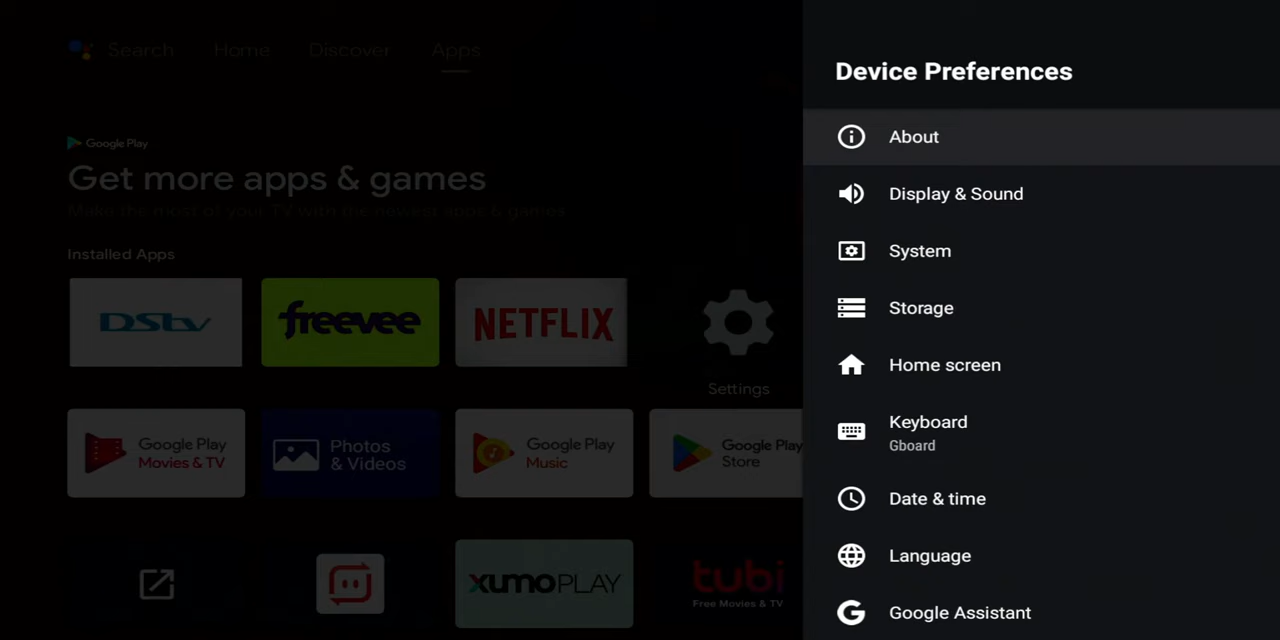 Search Home Discover Apps
Google Play
Get more apps & games
Make the most of your TV with the newest apps & games
Installed Apps
DStv
freevee
NETFLIX
Settings
Google Play
Movies & TV
Photos
& Videos
Google Play
Music
Google Play
Store
xumo PLAY
tubi
Free Movies & TV
Device Preferences
About
Display & Sound
System
Storage
Home screen
Keyboard
Gboard
Date & time
Language
Google Assistant